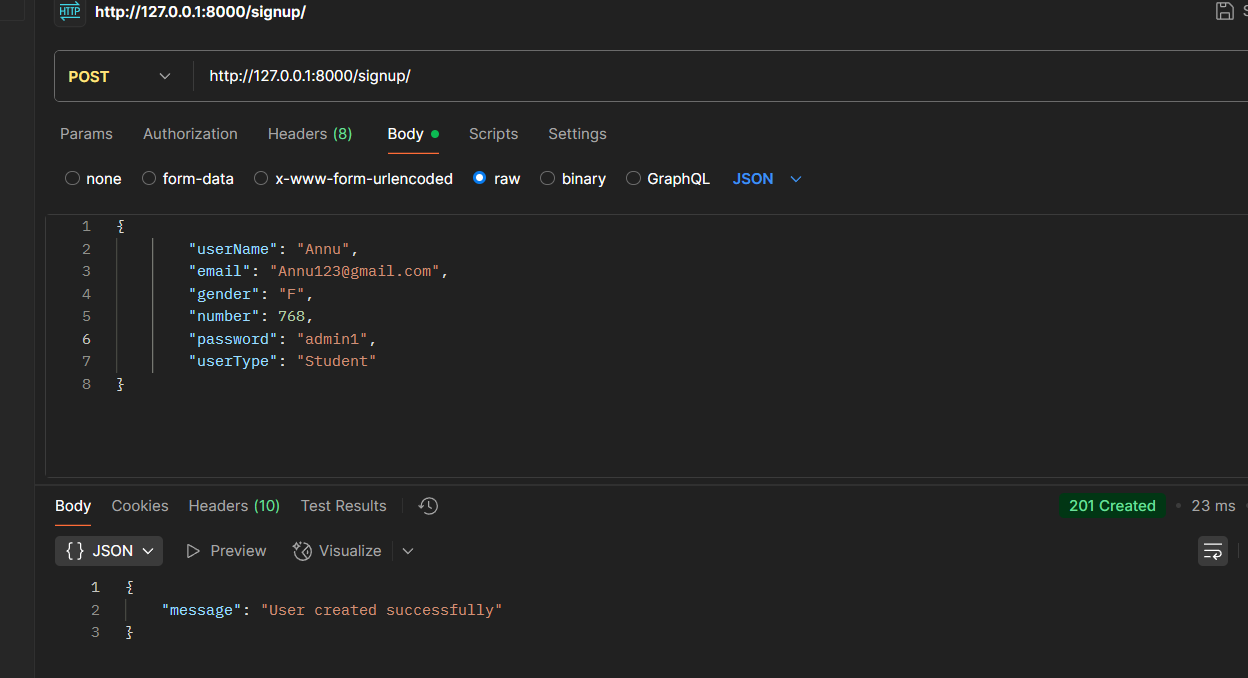 HTTP http://127.0.0.1:8000/signup/ S
POST http://127.0.0.1:8000/signup/
Params Authorization Headers (8) Body Scripts Settings
none form-data x-www-form-urlencoded raw binary GraphQL JSON
1 {
2 "userName": "Annu",
3 "email": "Annu123@gmail.com",
4 "gender": "F",
5 "number": 768,
6 "password": "admin1",
7 "userType": "Student"
8 }
Body Cookies Headers (10) Test Results 201 Created • 23 ms •
{} JSON Preview Visualize
1 {
2 "message": "User created successfully"
3 }